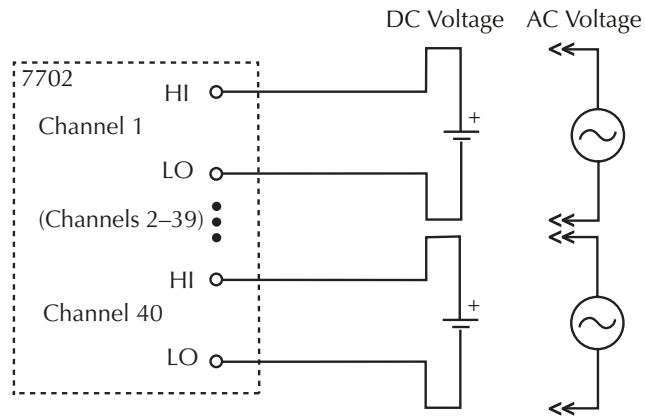 DC Voltage AC Voltage
7702
HI
Channel 1
+
LO
(Channels 2–39)
HI
Channel 40
+
LO